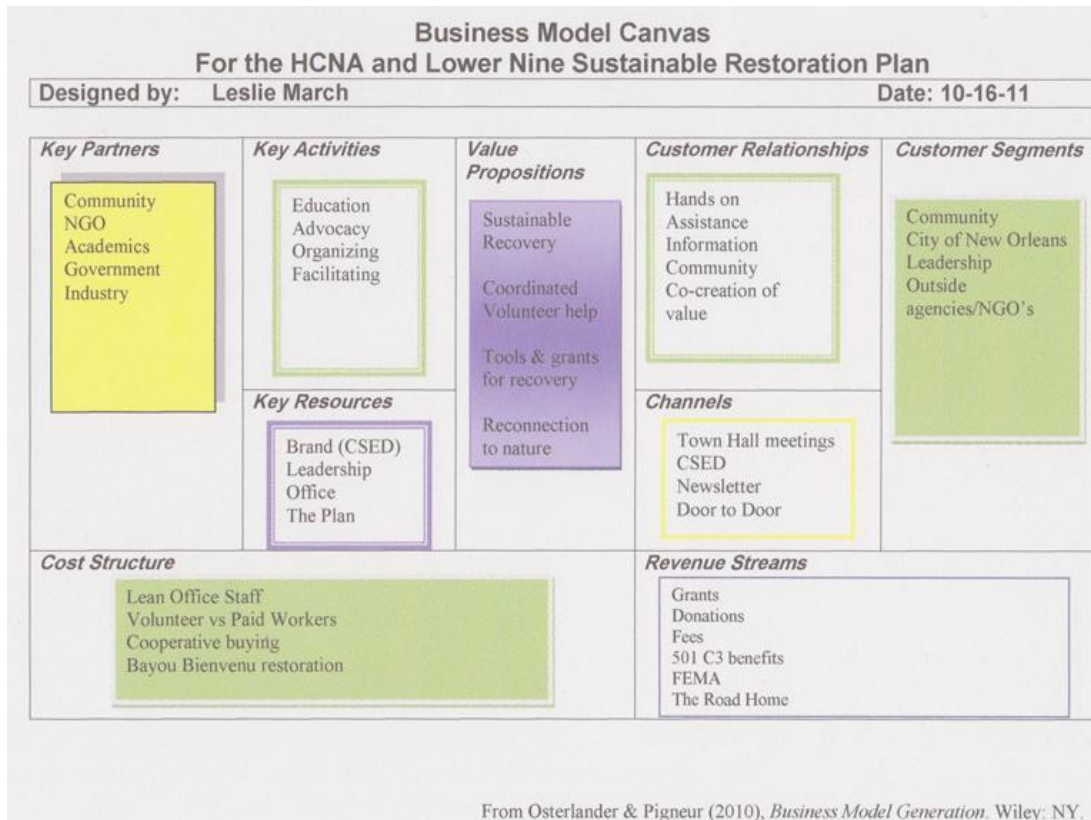 Business Model Canvas
For the HCNA and Lower Nine Sustainable Restoration Plan
Designed by: Leslie March Date: 10-16-11
Key Partners
Community
NGO
Academics
Government
Industry
Key Activities
Education
Advocacy
Organizing
Facilitating
Key Resources
Brand (CSED)
Leadership
Office
The Plan
Value
Propositions
Sustainable
Recovery
Coordinated
Volunteer help
Tools & grants
for recovery
Reconnection
to nature
Customer Relationships
Hands on
Assistance
Information
Community
Co-creation of
value
Channels
Town Hall meetings
CSED
Newsletter
Door to Door
Customer Segments
Community
City of New Orleans
Leadership
Outside
agencies/NGO's
Cost Structure
Lean Office Staff
Volunteer vs Paid Workers
Cooperative buying
Bayou Bienvenu restoration
Revenue Streams
Grants
Donations
Fees
501 C3 benefits
FEMA
The Road Home
From Osterlander & Pigneur (2010), Business Model Generation. Wiley: NY.